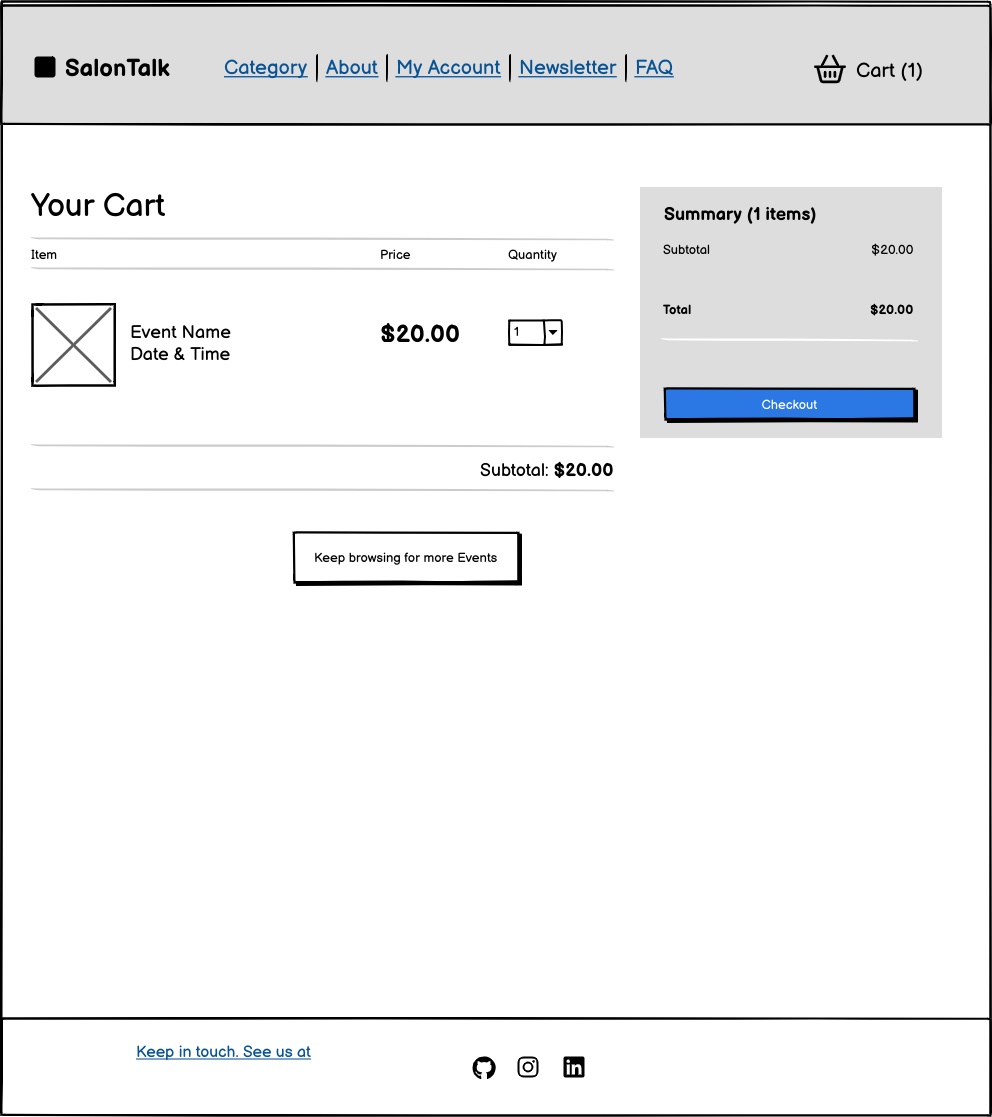 SalonTalk Category About My Account Newsletter FAQ Cart (1)
Your Cart
Item Price Quantity
Event Name
Date & Time
$20.00
1
Subtotal: $20.00
Keep browsing for more Events
Summary (1 items)
Subtotal $20.00
Total $20.00
Checkout
Keep in touch. See us at
in